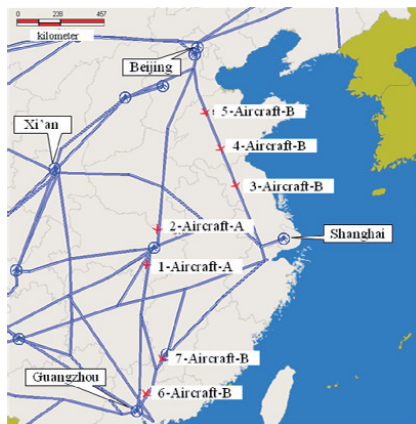 0 228 457
kilometer
Beijing
5-Aircraft-B
Xi'an
4-Aircraft-B
3-Aircraft-B
2-Aircraft-A
Shanghai
1-Aircraft-A
7-Aircraft-B
Guangzhou
6-Aircraft-B